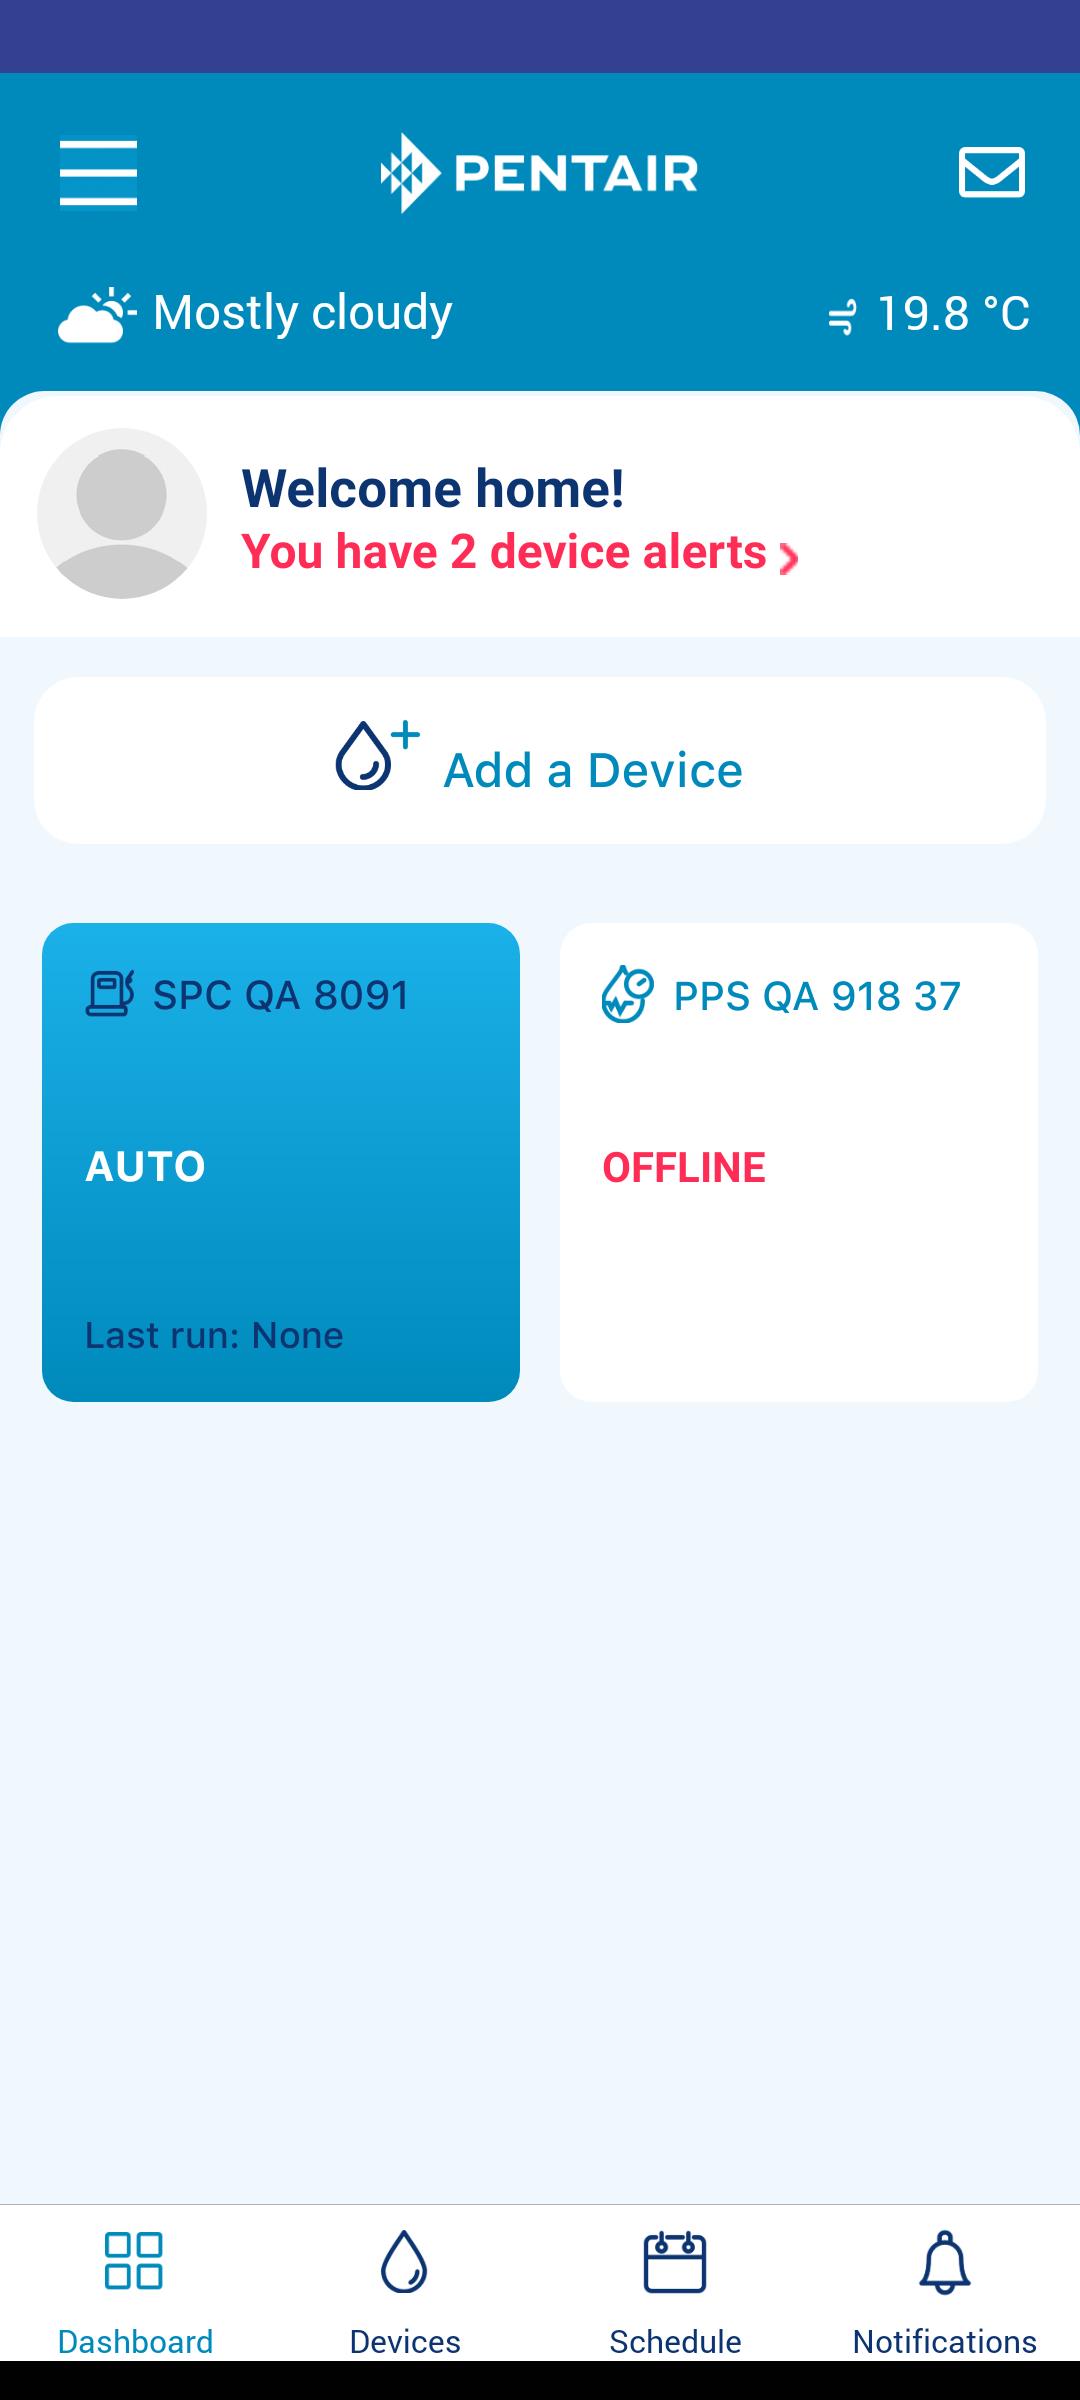 PENTAIR
Mostly cloudy
19.8 °C
Welcome home!
You have 2 device alerts
Add a Device
SPC QA 8091
AUTO
Last run: None
PPS QA 918 37
OFFLINE
Dashboard
Devices
Schedule
Notifications